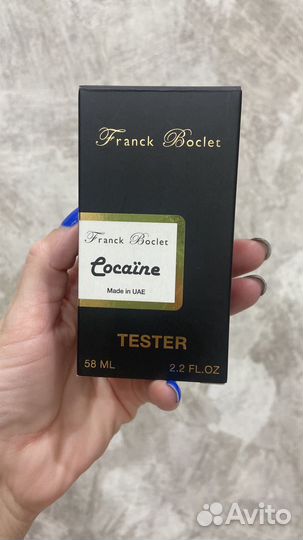 Franck Boclet
Franck Boclet
Cocaïne
Made in UAE
TESTER
58 ML 2.2 FL.OZ
Avito